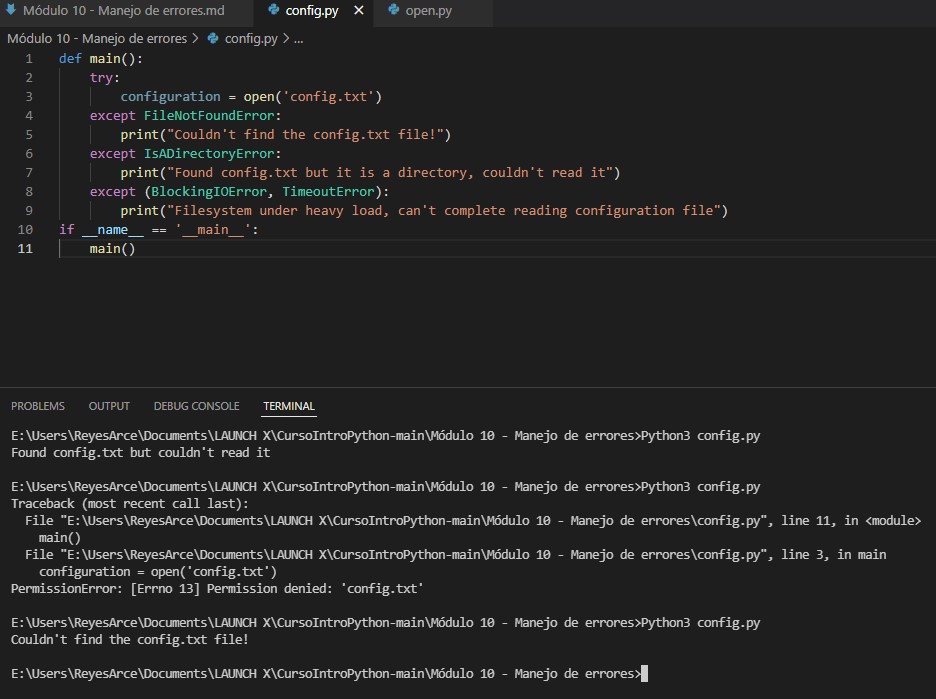 Módulo 10 - Manejo de errores.md config.py open.py
Módulo 10 - Manejo de errores > config.py > ...
1 def main():
2     try:
3         configuration = open('config.txt')
4     except FileNotFoundError:
5         print("Couldn't find the config.txt file!")
6     except IsADirectoryError:
7         print("Found config.txt but it is a directory, couldn't read it")
8     except (BlockingIOError, TimeoutError):
9         print("Filesystem under heavy load, can't complete reading configuration file")
10 if __name__ == '__main__':
11     main()
PROBLEMS OUTPUT DEBUG CONSOLE TERMINAL
E:\Users\ReyesArce\Documents\LAUNCH X\CursoIntroPython-main\Módulo 10 - Manejo de errores>Python3 config.py
Found config.txt but couldn't read it
E:\Users\ReyesArce\Documents\LAUNCH X\CursoIntroPython-main\Módulo 10 - Manejo de errores>Python3 config.py
Traceback (most recent call last):
  File "E:\Users\ReyesArce\Documents\LAUNCH X\CursoIntroPython-main\Módulo 10 - Manejo de errores\config.py", line 11, in <module>
    main()
  File "E:\Users\ReyesArce\Documents\LAUNCH X\CursoIntroPython-main\Módulo 10 - Manejo de errores\config.py", line 3, in main
    configuration = open('config.txt')
PermissionError: [Errno 13] Permission denied: 'config.txt'
E:\Users\ReyesArce\Documents\LAUNCH X\CursoIntroPython-main\Módulo 10 - Manejo de errores>Python3 config.py
Couldn't find the config.txt file!
E:\Users\ReyesArce\Documents\LAUNCH X\CursoIntroPython-main\Módulo 10 - Manejo de errores>